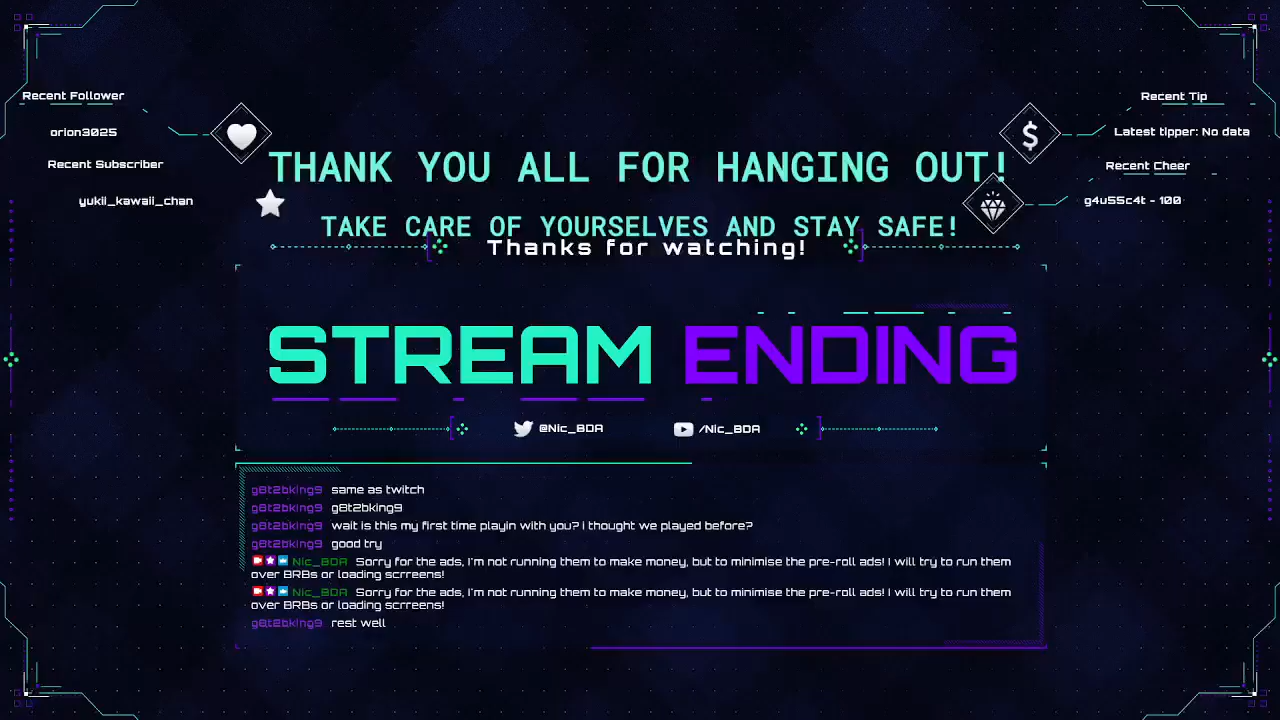 Recent Follower
orion3025
Recent Subscriber
yukii_kawaii_chan
Recent Tip
Latest tipper: No data
Recent Cheer
g4u55c4t - 100
THANK YOU ALL FOR HANGING OUT!
TAKE CARE OF YOURSELVES AND STAY SAFE!
Thanks for watching!
STREAM ENDING
@Nic_BDA /Nic_BDA
g8t2bking9 same as twitch
g8t2bking9 g8t2bking9
g8t2bking9 wait is this my first time playin with you? i thought we played before?
g8t2bking9 good try
Nic_BDA Sorry for the ads, I'm not running them to make money, but to minimise the pre-roll ads! I will try to run them
over BRBs or loading scrreens!
Nic_BDA Sorry for the ads, I'm not running them to make money, but to minimise the pre-roll ads! I will try to run them
over BRBs or loading scrreens!
g8t2bking9 rest well